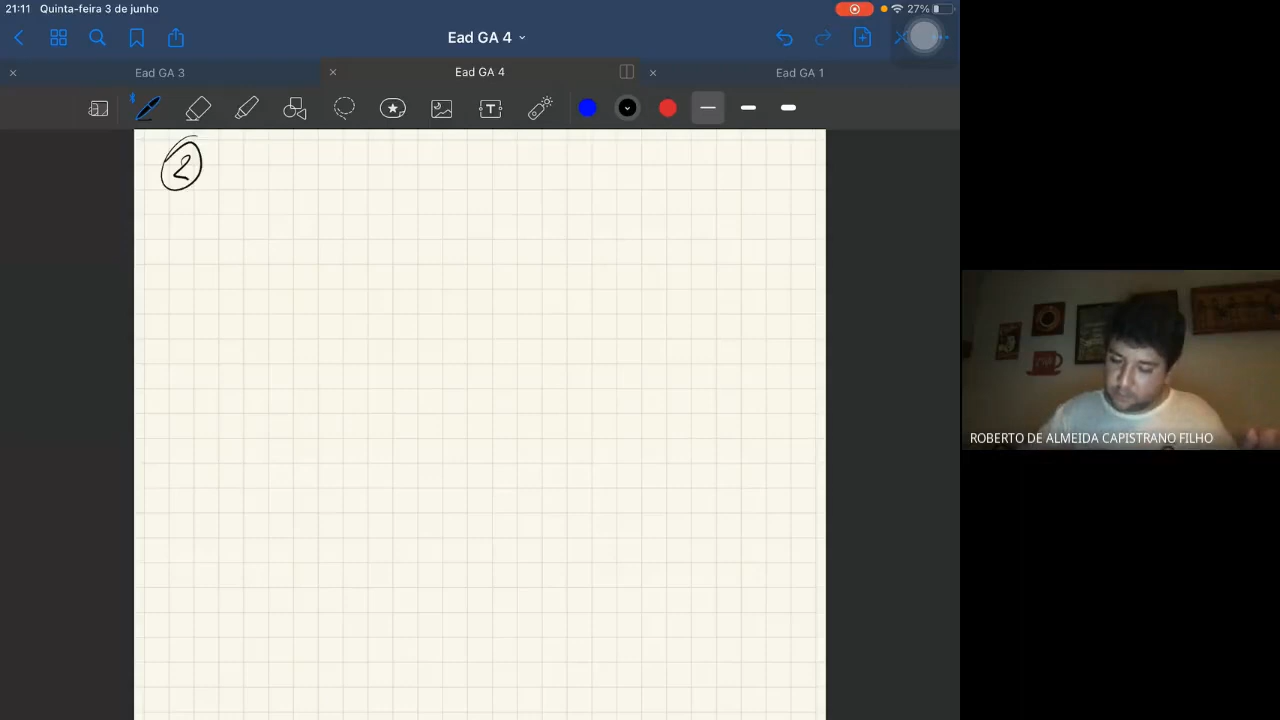 21:11 Quinta-feira 3 de junho 27%
Ead GA 4
Ead GA 3 Ead GA 4 Ead GA 1
T
2
ROBERTO DE ALMEIDA CAPISTRANO FILHO